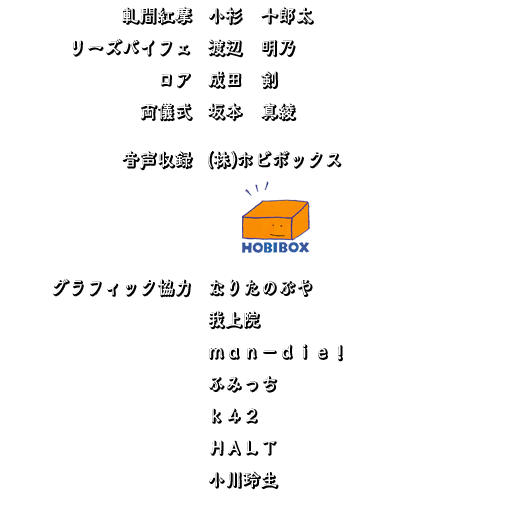 軋間紅摩 小杉 十郎太
リーズバイフェ 渡辺 明乃
ロア 成田 剣
両儀式 坂本 真綾
音声収録 (株)ホビボックス
HOBIBOX
グラフィック協力 なりたのぶや
我上院
ｍａｎ－ｄｉｅ！
ふみっち
ｋ４２
ＨＡＬＴ
小川玲生